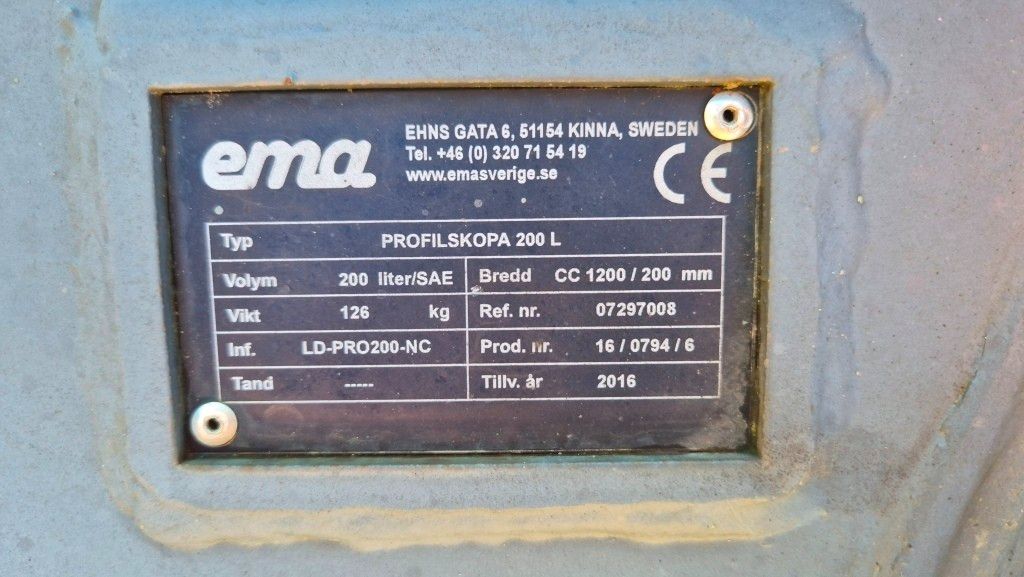 ema
EHNS GATA 6, 51154 KINNA, SWEDEN
Tel. +46 (0) 320 71 54 19
www.emasverige.se
CE
Typ PROFILSKOPA 200 L
Volym 200 liter/SAE Bredd CC 1200 / 200 mm
Vikt 126 kg Ref. nr. 07297008
Inf. LD-PRO200-NC Prod. nr. 16 / 0794 / 6
Tand ----- Tillv. år 2016